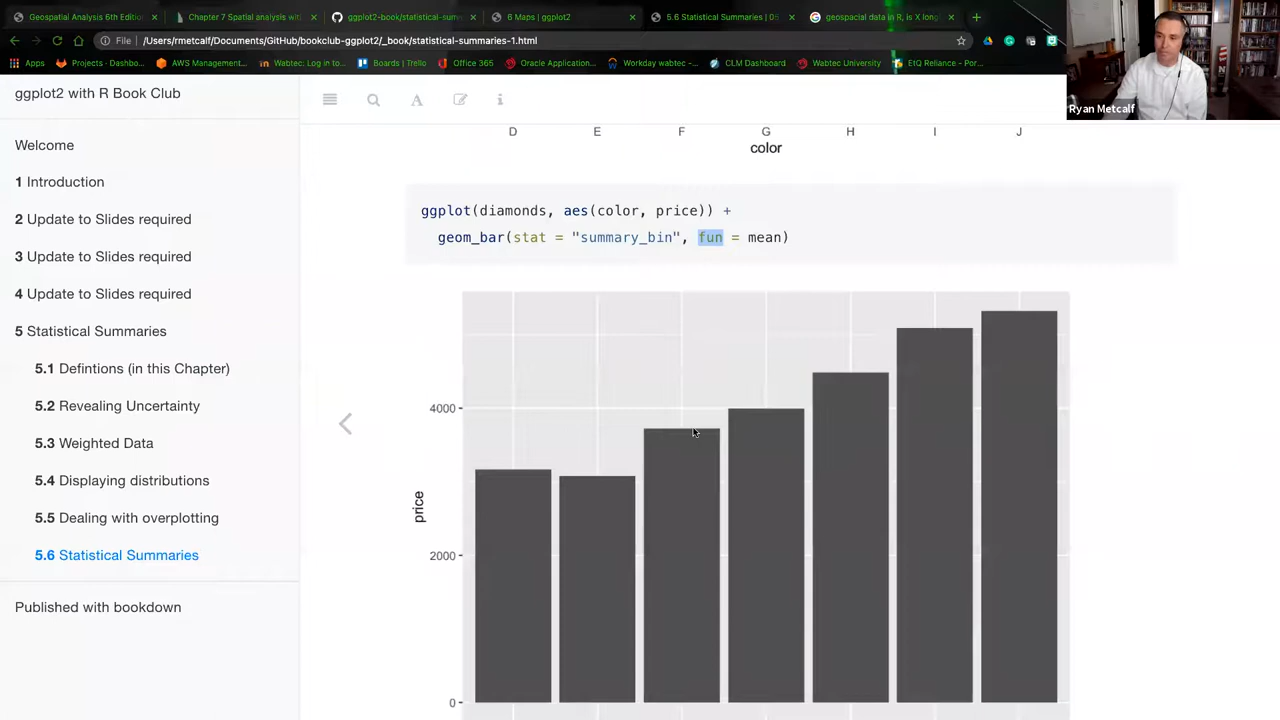 Geospatial Analysis 6th Edition
Chapter 7 Spatial analysis with
ggplot2-book/statistical-summ
6 Maps | ggplot2
5.6 Statistical Summaries | 05
geospacial data in R, is X long
File | /Users/rmetcalf/Documents/GitHub/bookclub-ggplot2/_book/statistical-summaries-1.html
Apps
Projects · Dashbo...
AWS Management...
Wabtec: Log in to...
Boards | Trello
Office 365
Oracle Application...
Workday wabtec -...
CLM Dashboard
Wabtec University
EtQ Reliance - Por...
Ryan Metcalf
ggplot2 with R Book Club
Welcome
1 Introduction
2 Update to Slides required
3 Update to Slides required
4 Update to Slides required
5 Statistical Summaries
5.1 Defintions (in this Chapter)
5.2 Revealing Uncertainty
5.3 Weighted Data
5.4 Displaying distributions
5.5 Dealing with overplotting
5.6 Statistical Summaries
Published with bookdown
D E F G H I J
color
ggplot(diamonds, aes(color, price)) +
geom_bar(stat = "summary_bin", fun = mean)
4000
2000
0
price